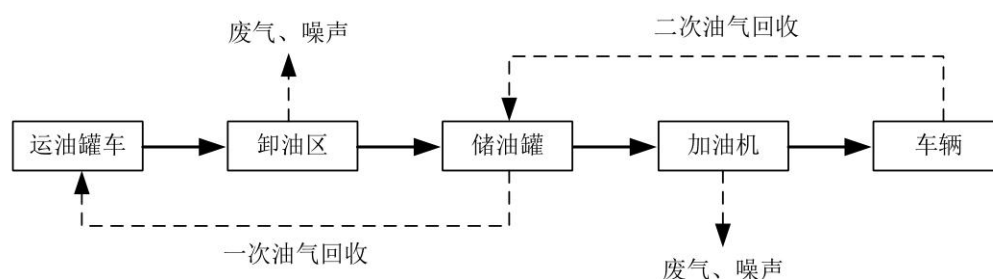 废气、噪声
二次油气回收
运油罐车
卸油区
储油罐
加油机
车辆
一次油气回收
废气、噪声